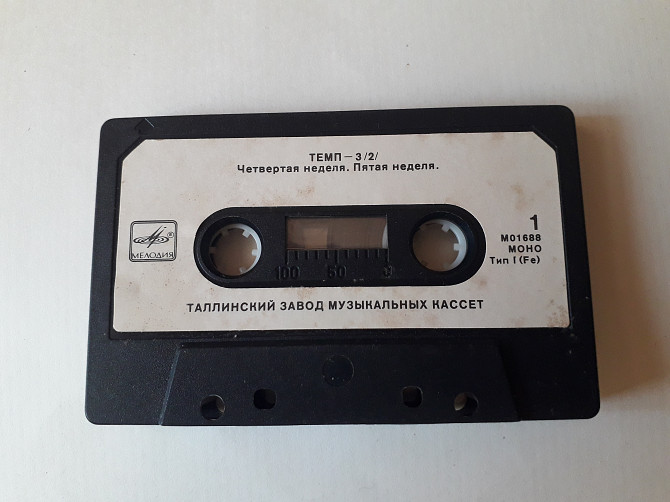 ТЕМП — 3/2/
Четвертая неделя. Пятая неделя.
® МЕЛОДИЯ
1
М01688
МОНО
Тип I (Fe)
100 50 0
ТАЛЛИНСКИЙ ЗАВОД МУЗЫКАЛЬНЫХ КАССЕТ